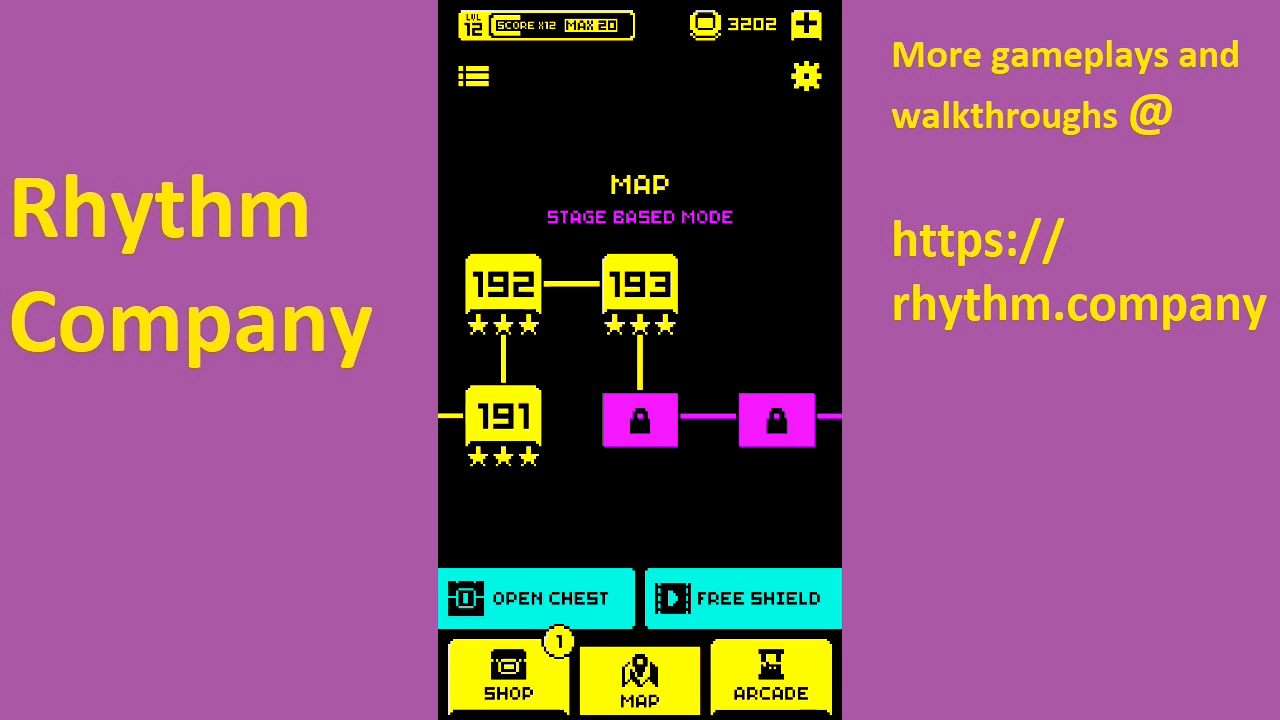 Rhythm
Company
LVL
12
SCORE X12
MAX 20
3202
MAP
STAGE BASED MODE
192
193
191
OPEN CHEST
FREE SHIELD
1
SHOP
MAP
ARCADE
More gameplays and
walkthroughs @
https://
rhythm.company